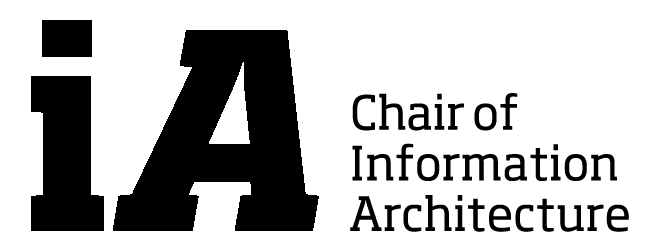 iA
Chair of
Information
Architecture